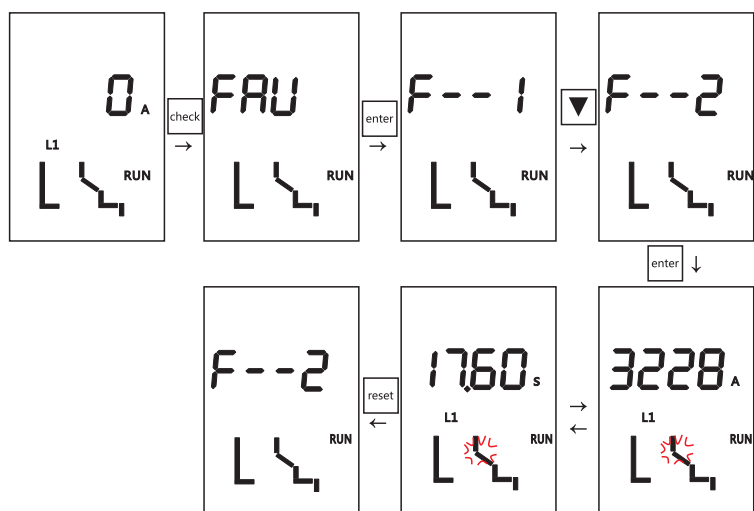 0 A
L1
L
RUN
check
→
FAU
L
RUN
enter
→
F--1
L
RUN
▼
→
F--2
L
RUN
enter
↓
3228 A
L1
L
RUN
→
←
17.60 s
L1
L
RUN
reset
←
F--2
L
RUN